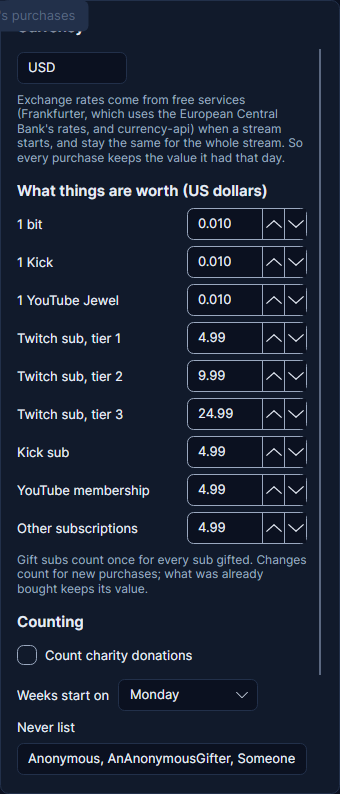 's purchases
Currency
USD
Exchange rates come from free services
(Frankfurter, which uses the European Central
Bank's rates, and currency-api) when a stream
starts, and stay the same for the whole stream. So
every purchase keeps the value it had that day.
What things are worth (US dollars)
1 bit 0.010
1 Kick 0.010
1 YouTube Jewel 0.010
Twitch sub, tier 1 4.99
Twitch sub, tier 2 9.99
Twitch sub, tier 3 24.99
Kick sub 4.99
YouTube membership 4.99
Other subscriptions 4.99
Gift subs count once for every sub gifted. Changes
count for new purchases; what was already
bought keeps its value.
Counting
Count charity donations
Weeks start on Monday
Never list
Anonymous, AnAnonymousGifter, Someone